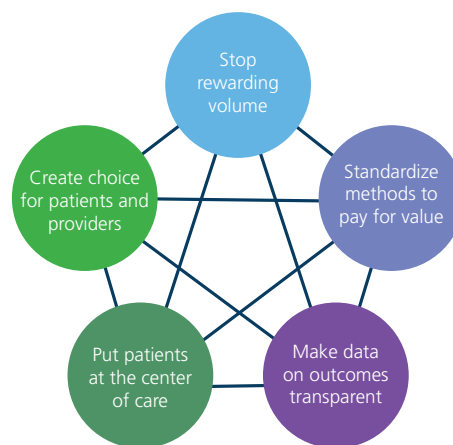 Stop
rewarding
volume
Create choice
for patients and
providers
Standardize
methods to
pay for value
Put patients
at the center
of care
Make data
on outcomes
transparent